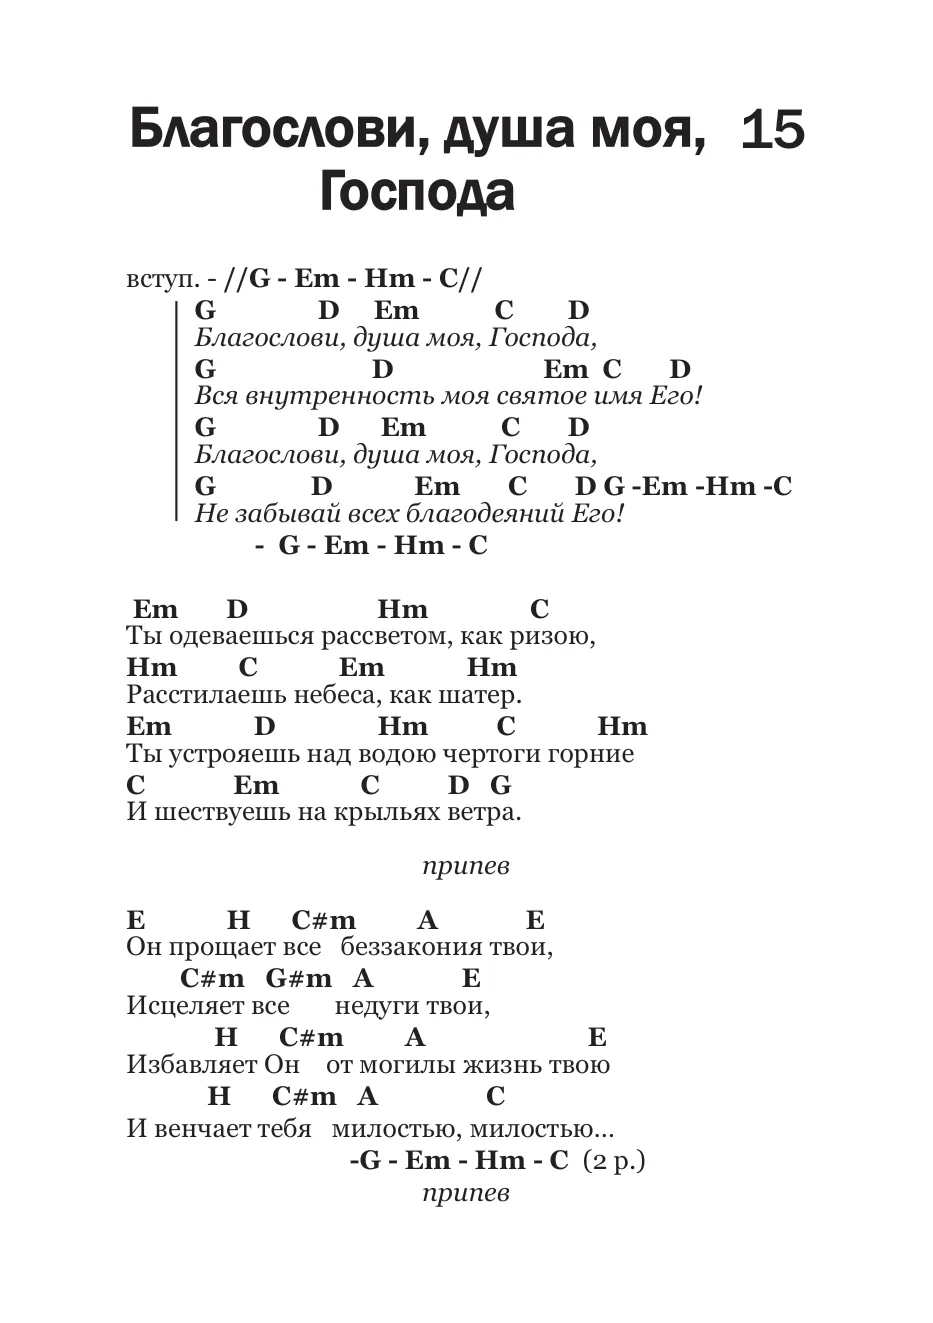 Благослови, душа моя, 15
Господа
вступ. - //G - Em - Hm - C//
G D Em C D
Благослови, душа моя, Господа,
G D Em C D
Вся внутренность моя святое имя Его!
G D Em C D
Благослови, душа моя, Господа,
G D Em C D G -Em -Hm -C
Не забывай всех благодеяний Его!
- G - Em - Hm - C
Em D Hm C
Ты одеваешься рассветом, как ризою,
Hm C Em Hm
Расстилаешь небеса, как шатер.
Em D Hm C Hm
Ты устрояешь над водою чертоги горние
C Em C D G
И шествуешь на крыльях ветра.
припев
E H C#m A E
Он прощает все беззакония твои,
C#m G#m A E
Исцеляет все недуги твои,
H C#m A E
Избавляет Он от могилы жизнь твою
H C#m A C
И венчает тебя милостью, милостью...
-G - Em - Hm - C (2 р.)
припев